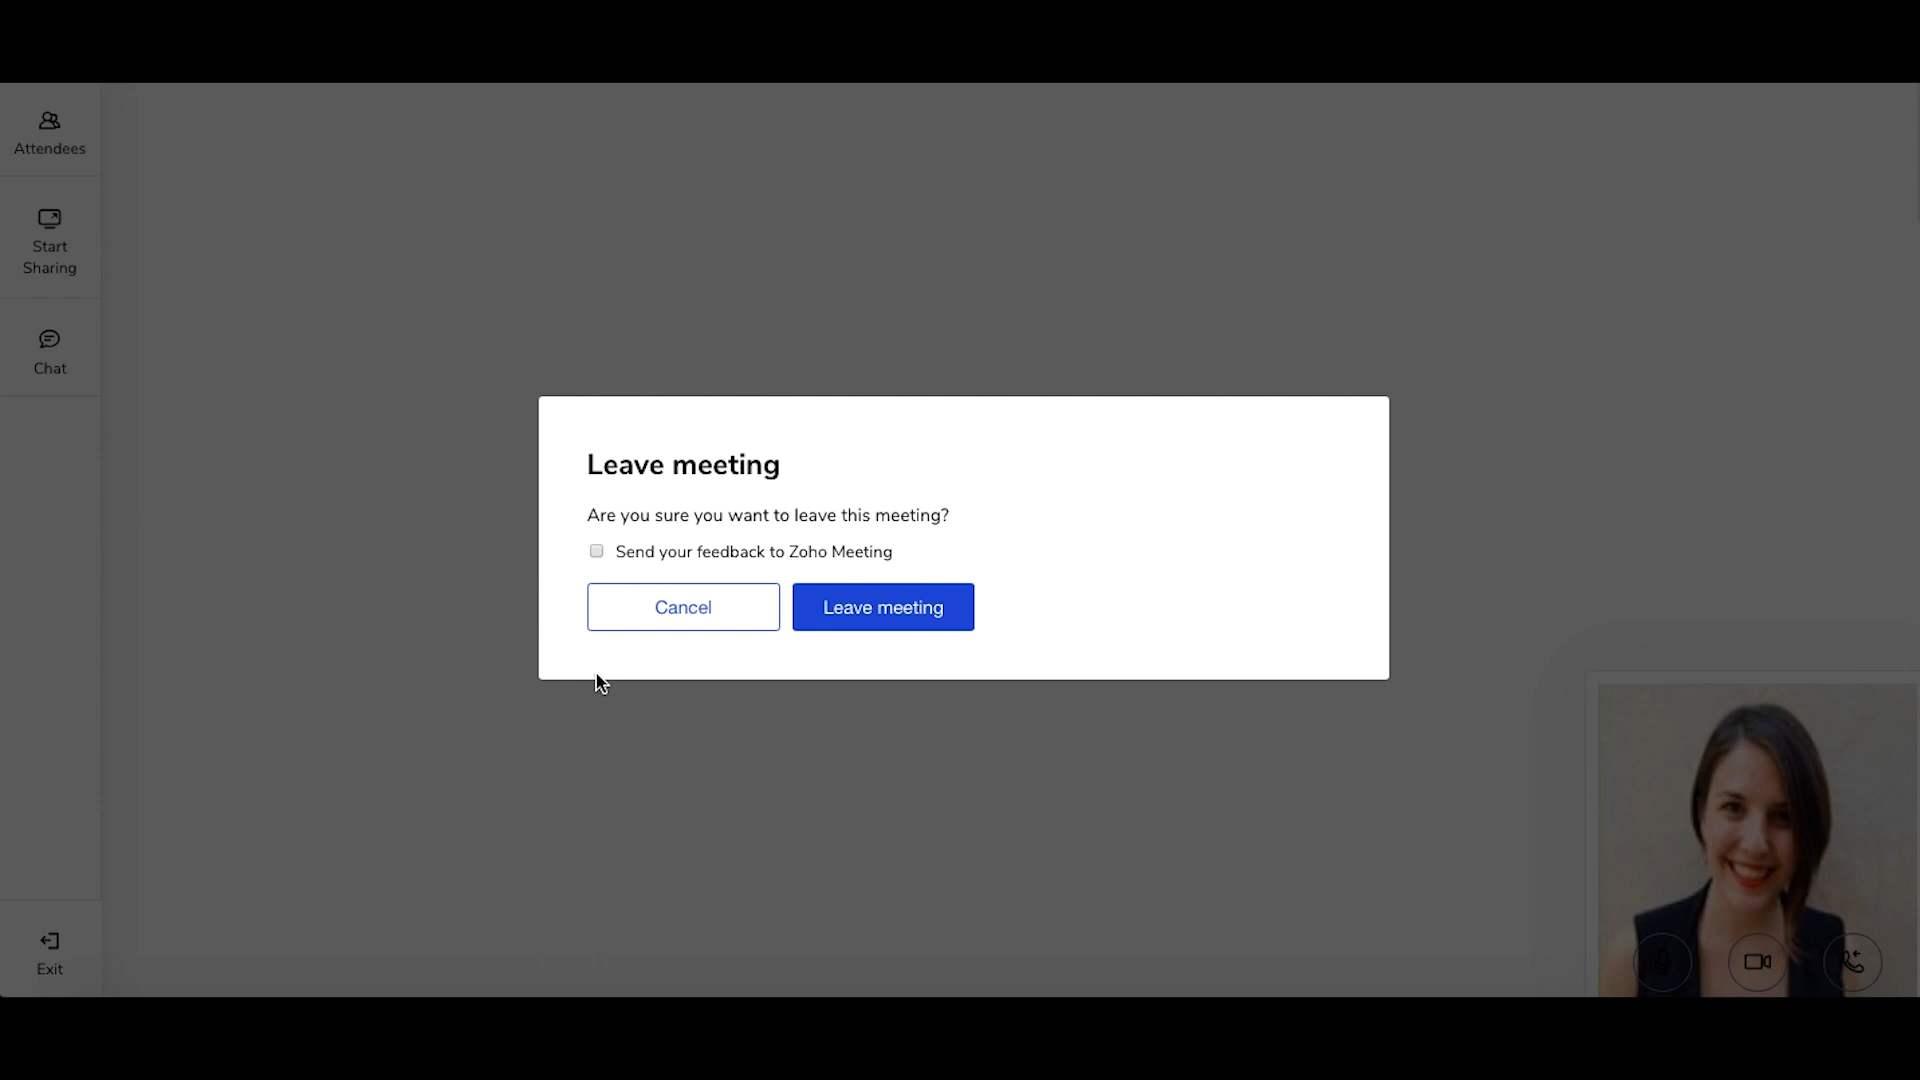 Attendees
Start
Sharing
Chat
Leave meeting
Are you sure you want to leave this meeting?
Send your feedback to Zoho Meeting
Cancel
Leave meeting
Exit